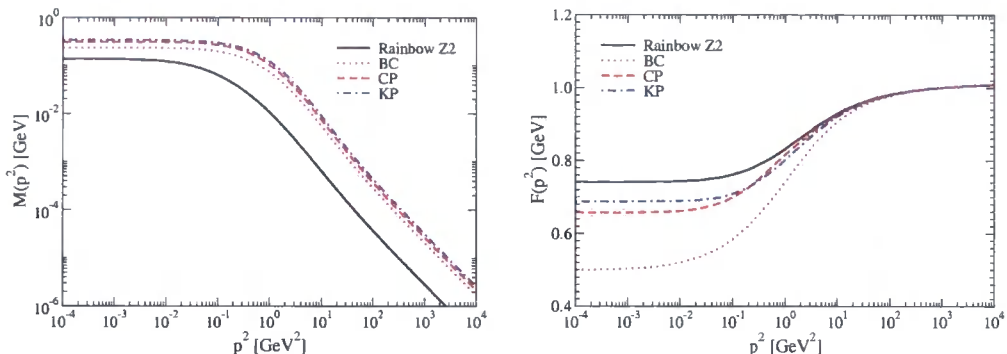 10^0
10^-2
10^-4
10^-6
M(p^2) [GeV]
Rainbow Z2
BC
CP
KP
10^-4 10^-3 10^-2 10^-1 10^0 10^1 10^2 10^3 10^4
p^2 [GeV^2]
1.2
1.0
0.8
0.6
0.4
F(p^2) [GeV]
Rainbow Z2
BC
CP
KP
10^-4 10^-3 10^-2 10^-1 10^0 10^1 10^2 10^3 10^4
p^2 [GeV^2]